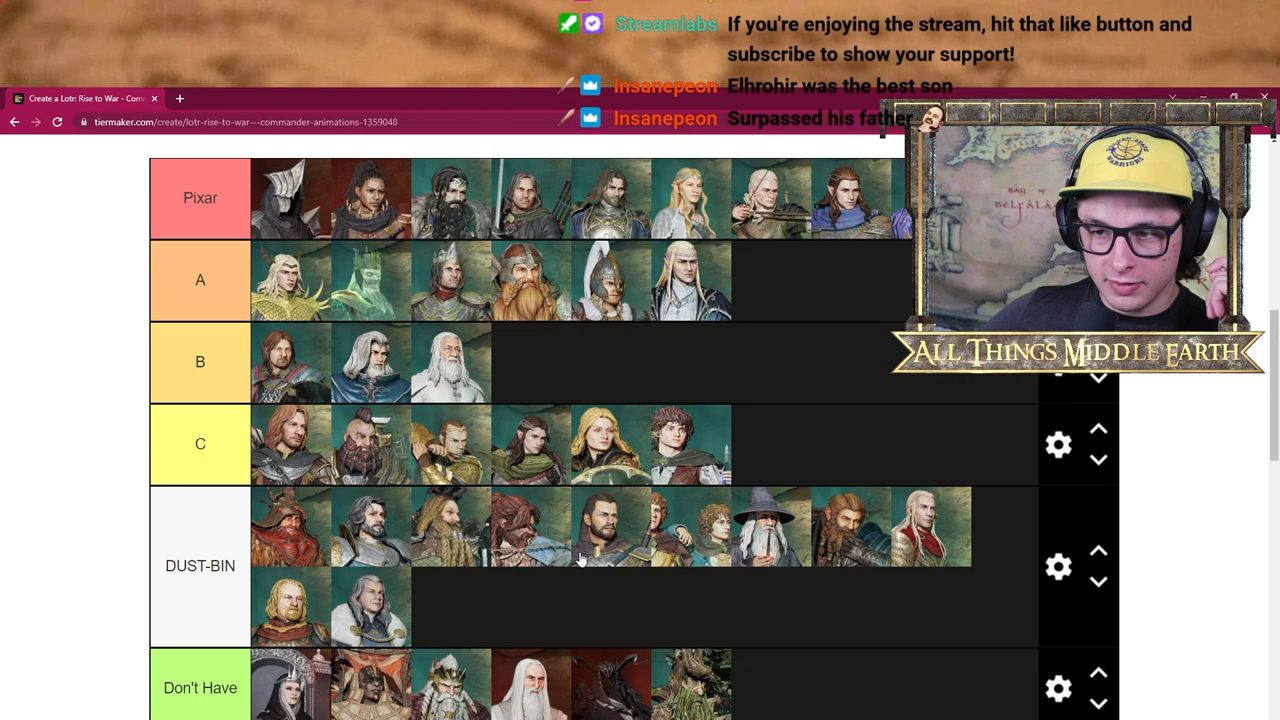 Streamlabs If you're enjoying the stream, hit that like button and
subscribe to show your support!
Insanepeon Elhrohir was the best son
Insanepeon Surpassed his father
Create a Lotr: Rise to War - Com
tiermaker.com/create/lotr-rise-to-war---commander-animations-1359048
Pixar
A
B
C
DUST-BIN
Don't Have
BELFALAS
WARRIORS
ALL THINGS MIDDLE EARTH